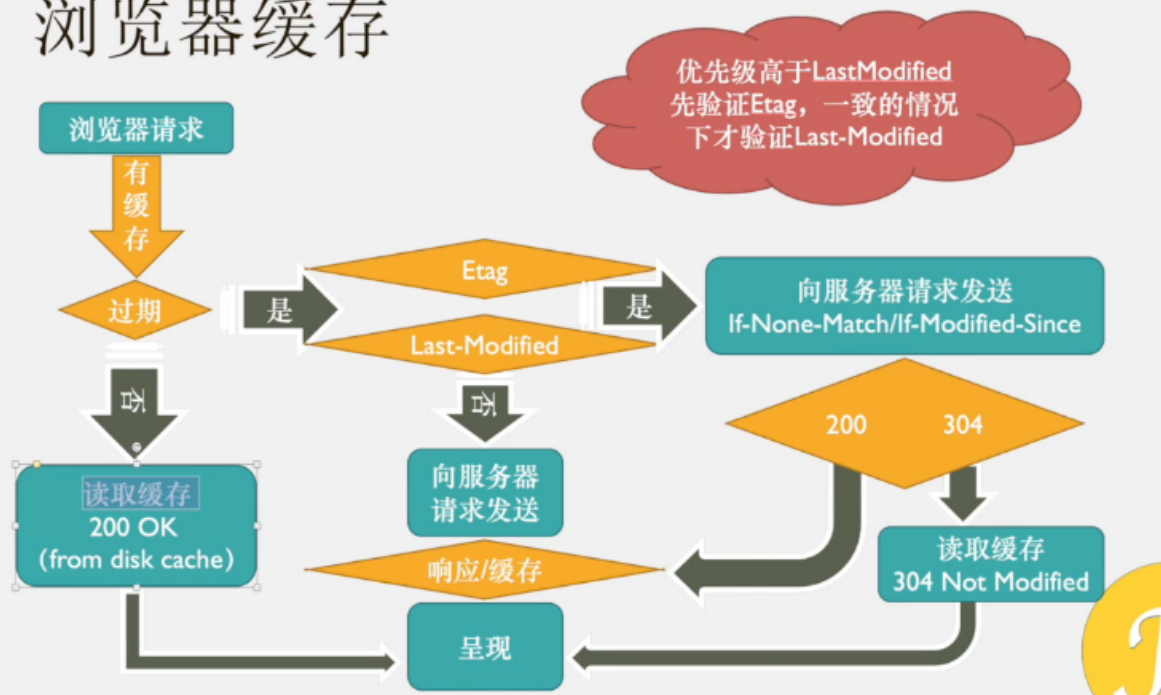 浏览器缓存
优先级高于LastModified
先验证Etag，一致的情况
下才验证Last-Modified
浏览器请求
有
缓
存
过期
是
Etag
Last-Modified
是
向服务器请求发送
If-None-Match/If-Modified-Since
否
否
200
304
读取缓存
200 OK
(from disk cache)
向服务器
请求发送
响应/缓存
读取缓存
304 Not Modified
呈现